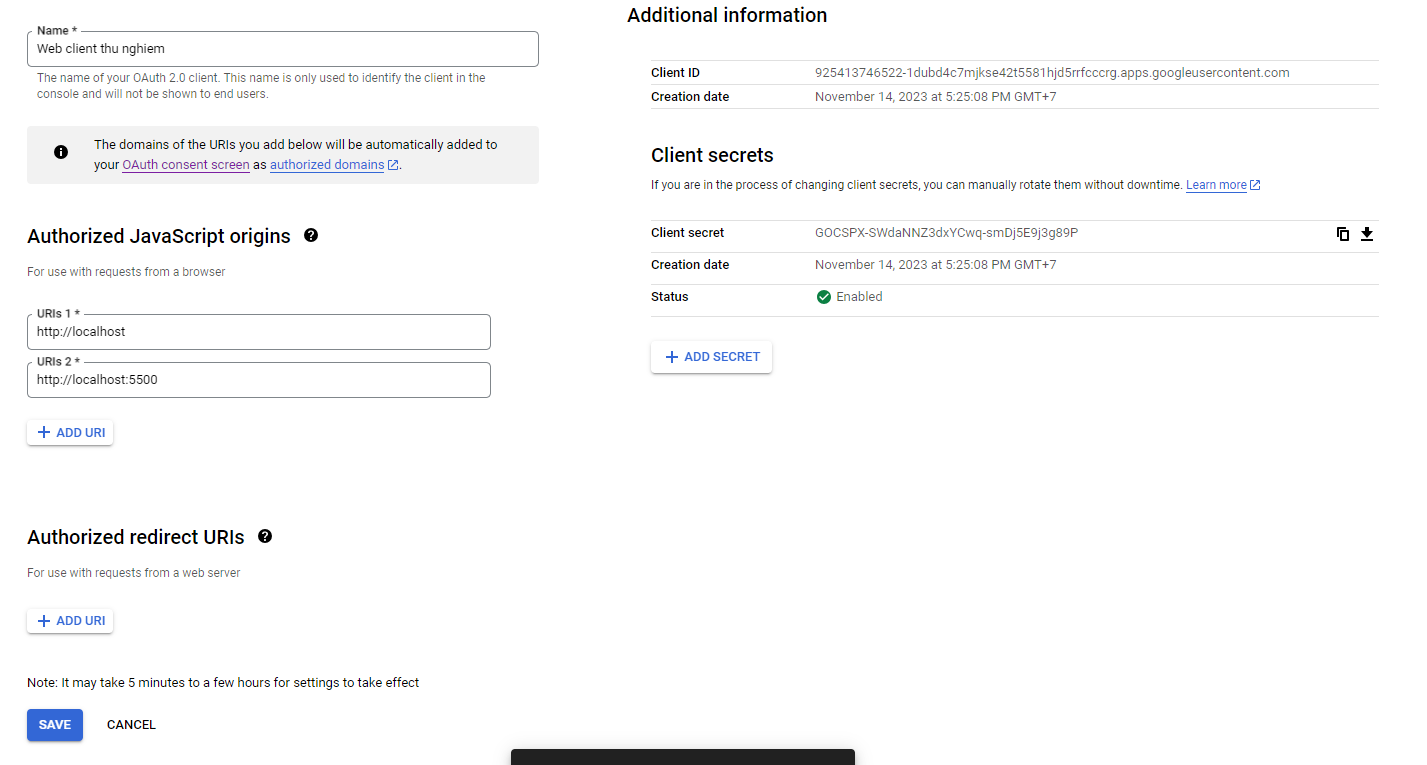 Name *
Web client thu nghiem
The name of your OAuth 2.0 client. This name is only used to identify the client in the
console and will not be shown to end users.
The domains of the URIs you add below will be automatically added to
your OAuth consent screen as authorized domains.
Authorized JavaScript origins
For use with requests from a browser
URIs 1 *
http://localhost
URIs 2 *
http://localhost:5500
ADD URI
Authorized redirect URIs
For use with requests from a web server
ADD URI
Note: It may take 5 minutes to a few hours for settings to take effect
SAVE CANCEL
Additional information
Client ID 925413746522-1dubd4c7mjkse42t5581hjd5rrfcccrg.apps.googleusercontent.com
Creation date November 14, 2023 at 5:25:08 PM GMT+7
Client secrets
If you are in the process of changing client secrets, you can manually rotate them without downtime. Learn more
Client secret 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
Creation date November 14, 2023 at 5:25:08 PM GMT+7
Status Enabled
ADD SECRET